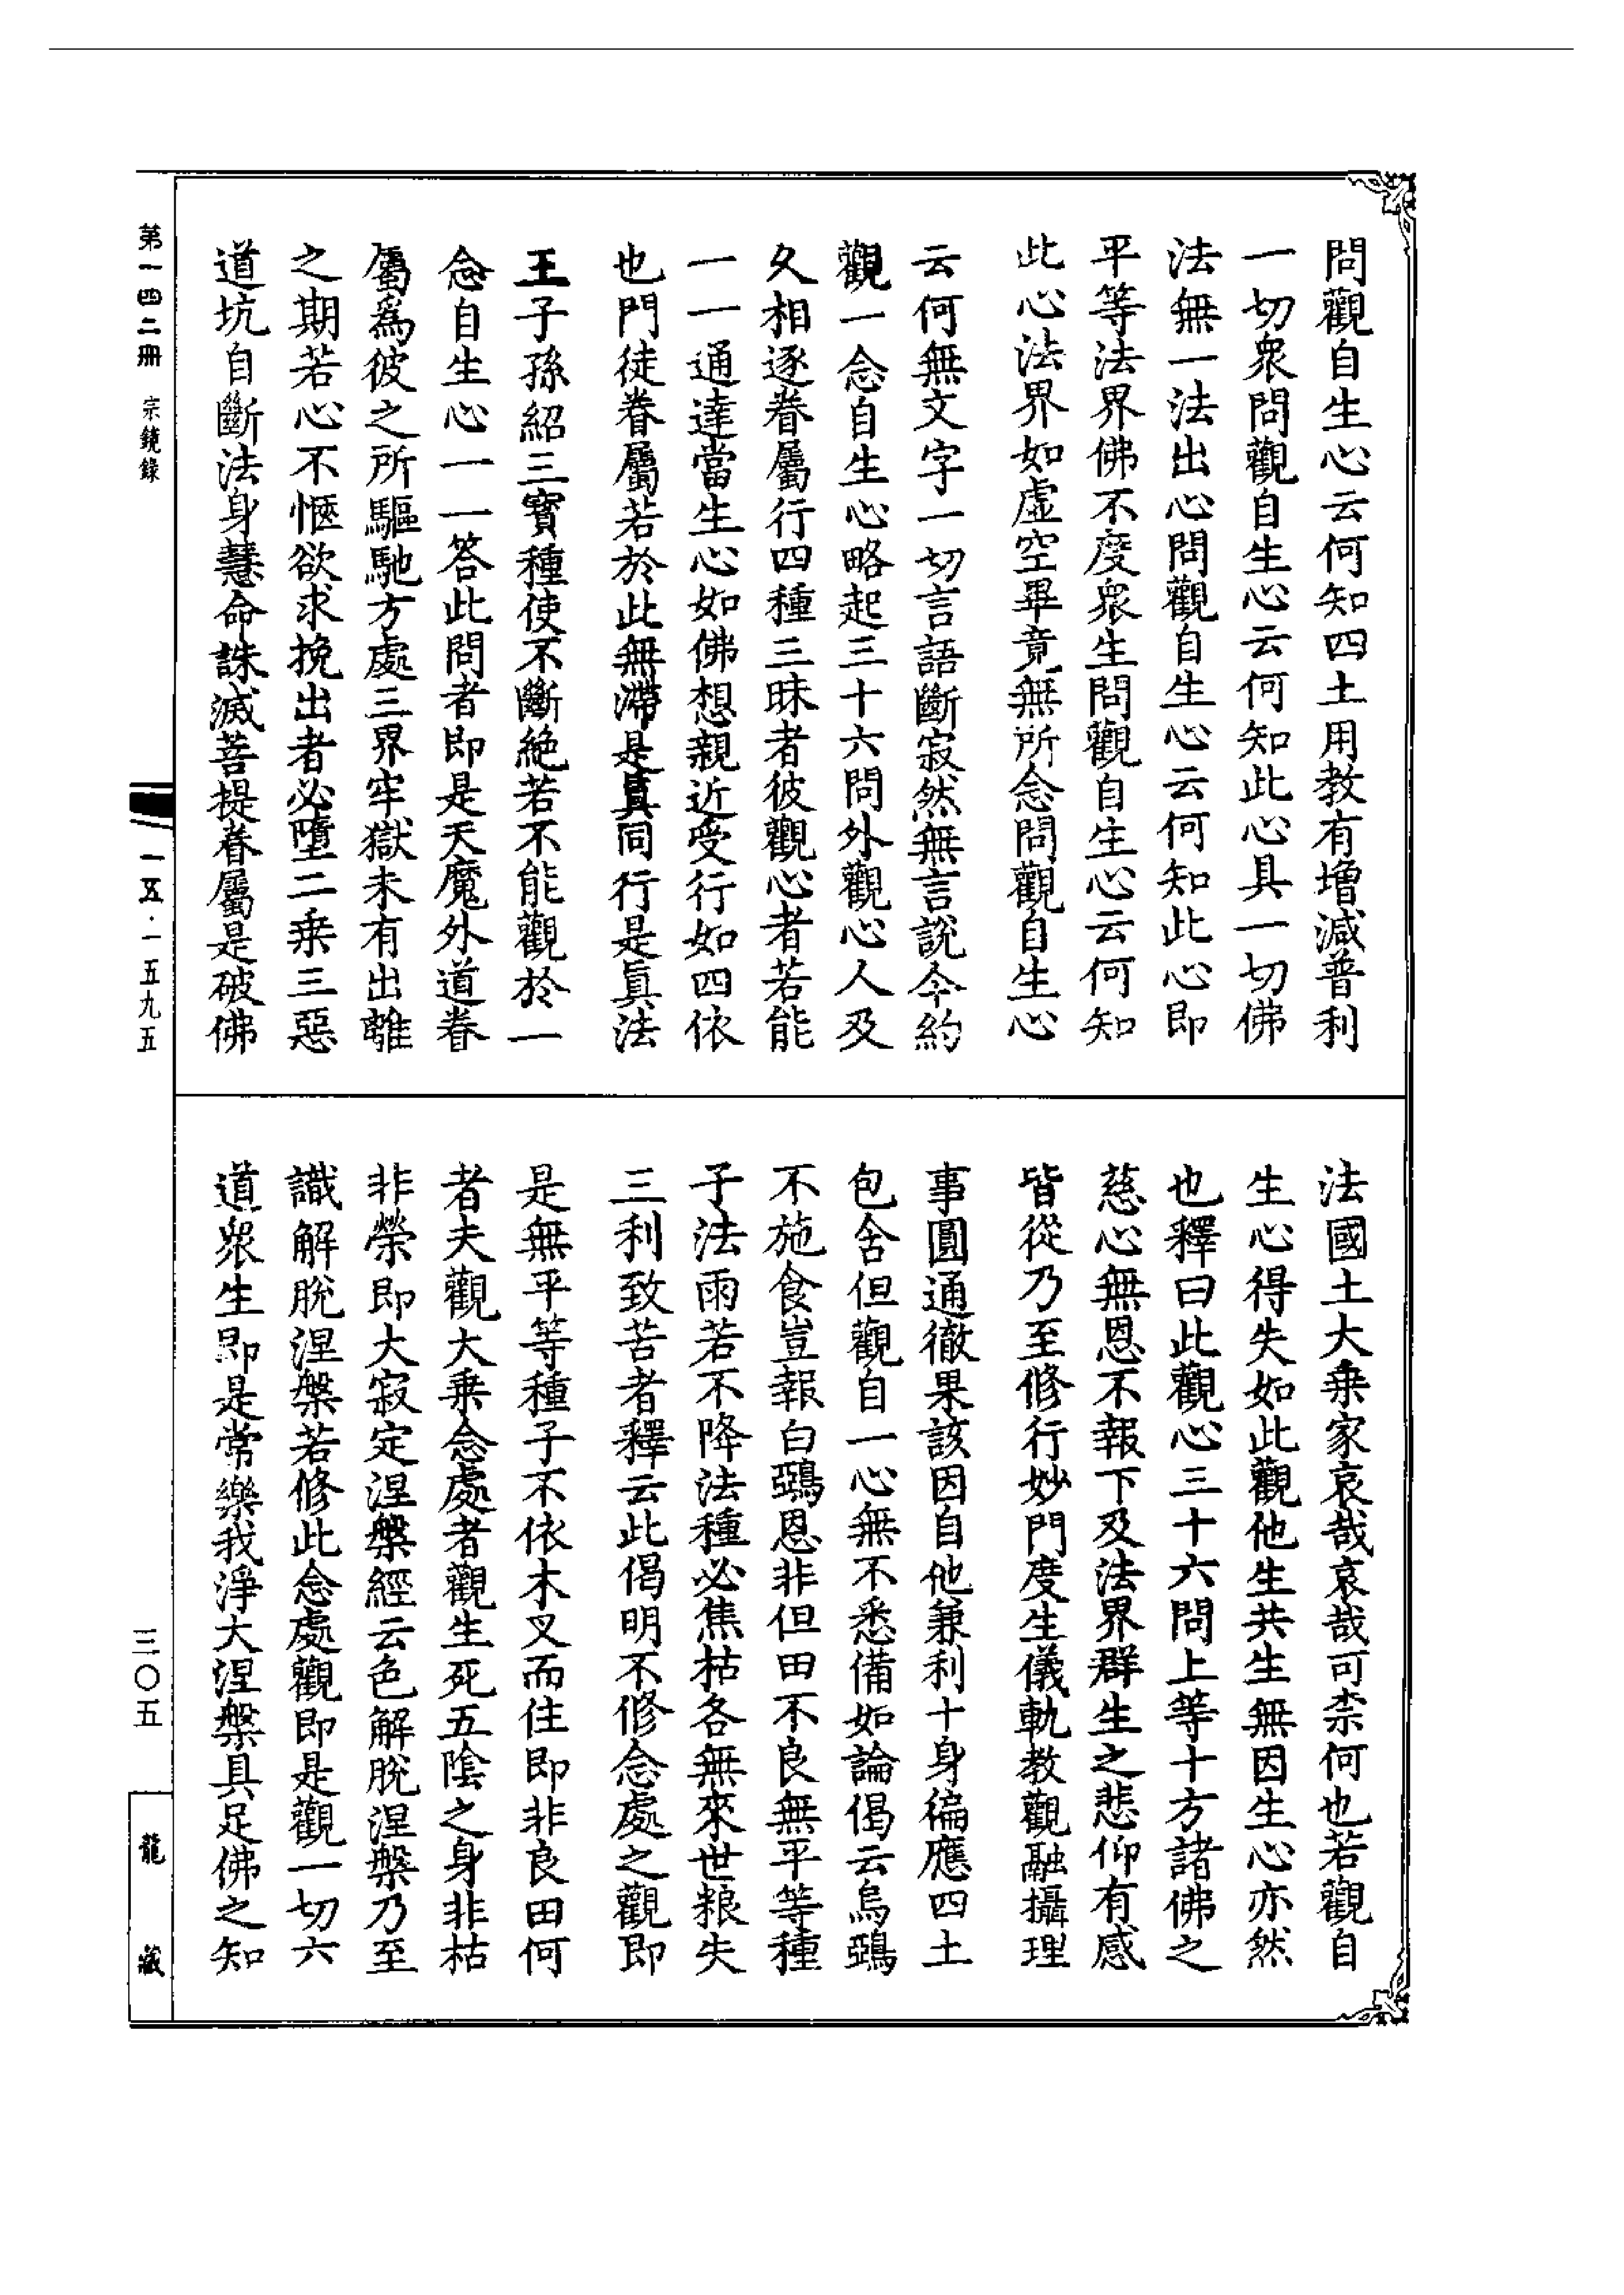 問觀自生心云何知四土用教有增減普利
一切衆問觀自生心云何知此心具一切佛
法無一法出心問觀自生心云何知此心即
平等法界佛不度衆生問觀自生心云何知
此心法界如虛空畢竟無所念問觀自生心
云何無文字一切言語斷寂然無言說今約
觀一念自生心略起三十六問外觀心人及
久相逐眷屬行四種三昧者彼觀心者若能
一一通達當生心如佛想親近受行如四依
也門徒眷屬若於此無滯是真同行是真法
王子孫紹三寶種使不斷絕若不能觀於一
念自生心一一答此問者即是天魔外道眷
屬爲彼之所驅馳方處三界牢獄未有出離
之期若心不愜欲求挽出者必墮二乘三惡
道坑自斷法身慧命誅滅菩提眷屬是破佛
法國土大乘家哀哉哀哉可柰何也若觀自
生心得失如此觀他生共生無因生心亦然
也釋曰此觀心三十六問上等十方諸佛之
慈心無恩不報下及法界群生之悲仰有感
皆從乃至修行妙門度生儀軌教觀融攝理
事圓通徹果該因自他兼利十身徧應四土
包含但觀自一心無不悉備如論偈云烏鵶
不施食豈報白鵶恩非但田不良無平等種
子法雨若不降法種必焦枯各無來世粮失
三利致苦者釋云此偈明不修念處之觀即
是無平等種子不依木叉而住即非良田何
者夫觀大乘念處者觀生死五陰之身非枯
非榮即大寂定涅槃經云色解脫涅槃乃至
識解脫涅槃若修此念處觀即是觀一切六
道衆生即是常樂我淨大涅槃具足佛之知
第一四二冊 宗鏡錄
一五·一五九五
三〇五
龍藏